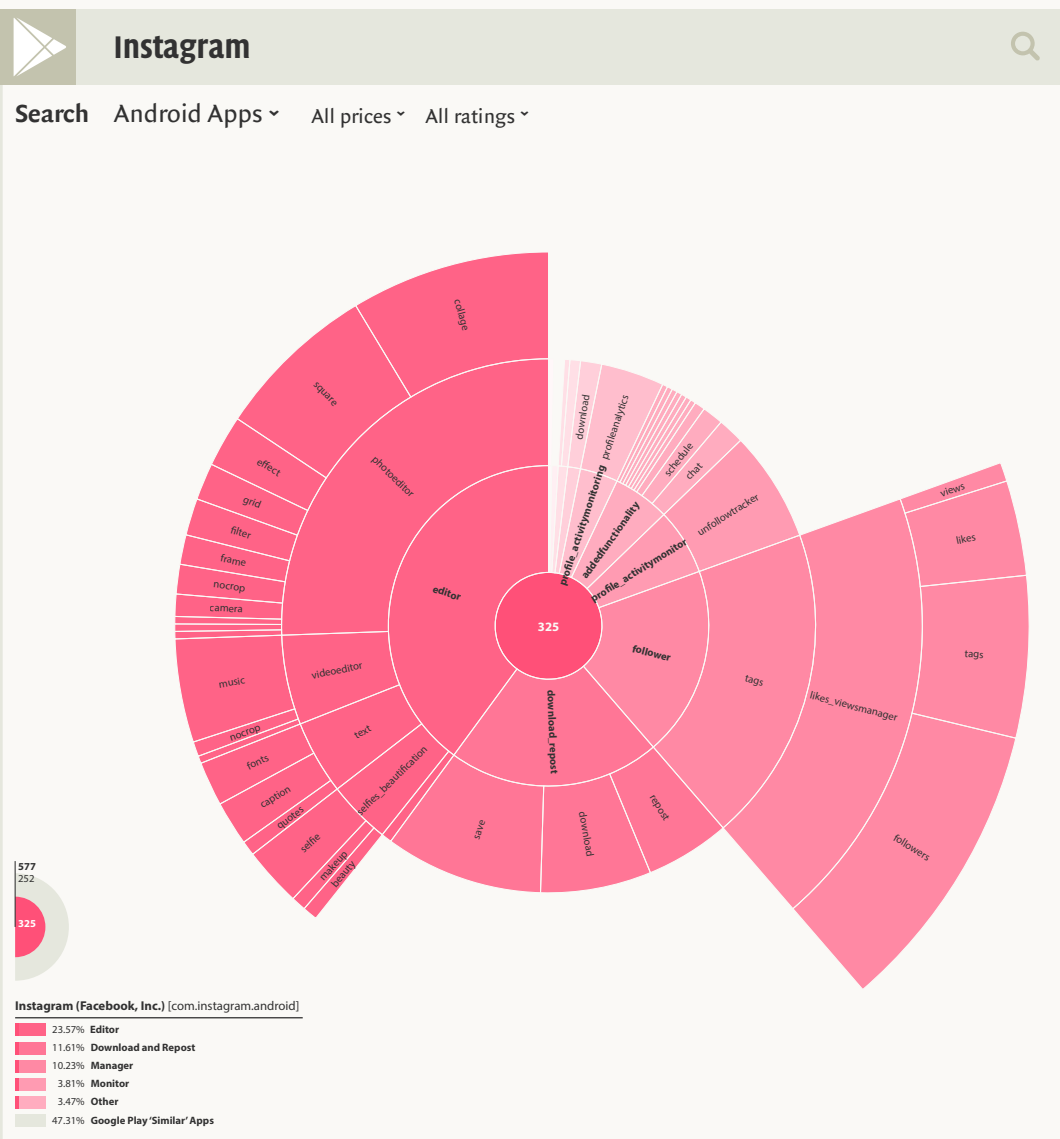 Instagram
Search Android Apps All prices All ratings
collage
square
effect
grid
filter
frame
nocrop
camera
music
nocrop
fonts
caption
quotes
selfie
makeup
beauty
photoeditor
videoeditor
text
selfies_beautification
editor
325
download
profileanalytics
schedule
chat
unfollowtracker
profile_activitymonitoring
addedfunctionality
profile_activitymonitor
follower
tags
likes_viewsmanager
views
likes
tags
followers
download_repost
save
download
repost
577
252
325
Instagram (Facebook, Inc.) [com.instagram.android]
23.57% Editor
11.61% Download and Repost
10.23% Manager
3.81% Monitor
3.47% Other
47.31% Google Play ‘Similar’ Apps